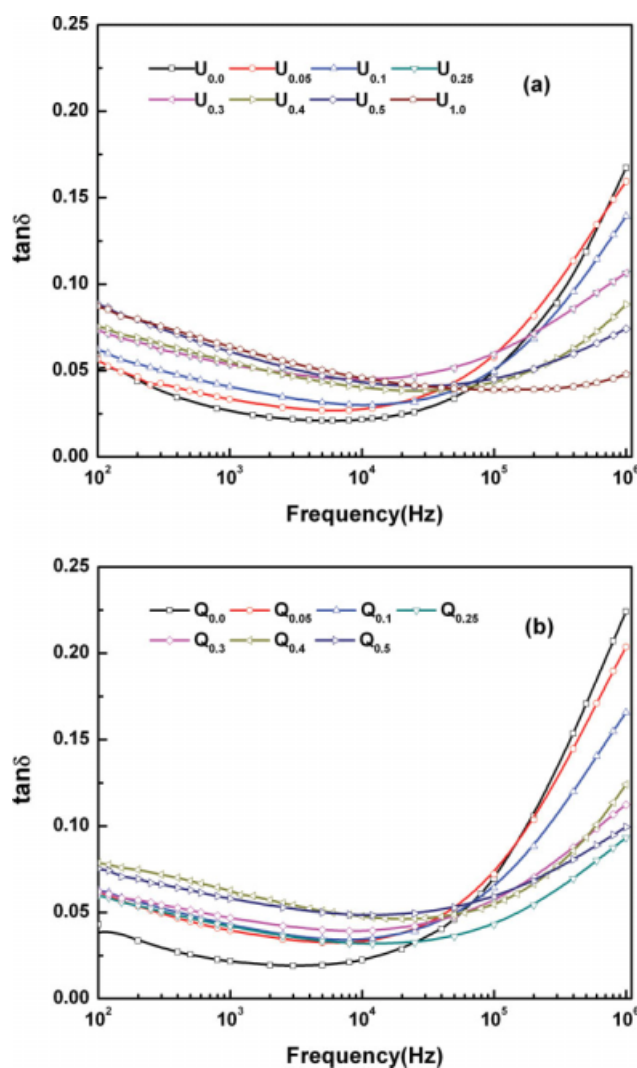 0.25
U0.0 U0.05 U0.1 U0.25
(a)
U0.3 U0.4 U0.5 U1.0
0.20
0.15
tanδ
0.10
0.05
0.00
10² 10³ 10⁴ 10⁵ 10⁶
Frequency(Hz)
0.25
Q0.0 Q0.05 Q0.1 Q0.25
(b)
Q0.3 Q0.4 Q0.5
0.20
0.15
tanδ
0.10
0.05
0.00
10² 10³ 10⁴ 10⁵ 10⁶
Frequency(Hz)